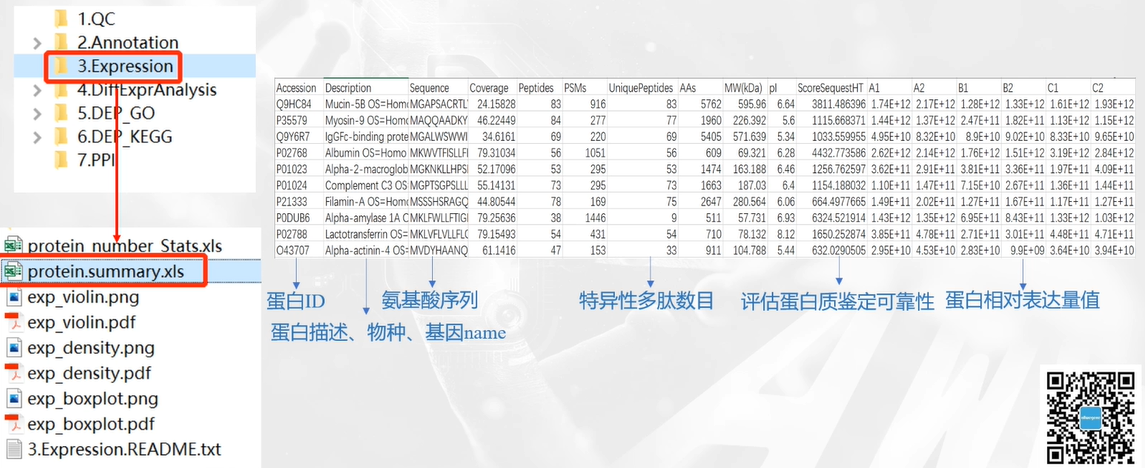 1.QC
2.Annotation
3.Expression
4.DiffExprAnalysis
5.DEP_GO
6.DEP_KEGG
7.PPI
protein_number_Stats.xls
protein.summary.xls
exp_violin.png
exp_violin.pdf
exp_density.png
exp_density.pdf
exp_boxplot.png
exp_boxplot.pdf
3.Expression.README.txt
Accession Description Sequence Coverage Peptides PSMs UniquePeptides AAs MW(kDa) pI ScoreSequestHT A1 A2 B1 B2 C1 C2
Q9HC84 Mucin-5B OS=Hom MGAPSACRTL 24.15828 83 916 83 5762 595.96 6.64 3811.486396 1.74E+12 2.17E+12 1.28E+12 1.33E+12 1.61E+12 1.93E+12
P35579 Myosin-9 OS=Hom MAQQAADKY 46.22449 84 277 77 1960 226.392 5.6 1115.668371 1.44E+12 1.37E+12 2.47E+11 1.82E+11 1.13E+12 1.15E+12
Q9Y6R7 IgGFc-binding prote MGALWSWWI 34.6161 69 220 69 5405 571.639 5.34 1033.559955 4.95E+10 8.32E+10 8.9E+10 9.02E+10 8.33E+10 9.65E+10
P02768 Albumin OS=Homo MKWVTFISLLF 79.31034 56 1051 56 609 69.321 6.28 4432.773586 2.62E+12 2.14E+12 1.76E+12 1.51E+12 3.19E+12 2.84E+12
P01023 Alpha-2-macroglob MGKNKLLHPS 52.17096 53 295 53 1474 163.188 6.46 1256.762597 3.62E+11 2.91E+11 3.81E+11 3.36E+11 1.97E+11 4.09E+11
P01024 Complement C3 OS MGPTSGPSLLL 55.14131 73 295 73 1663 187.03 6.4 1154.188032 1.10E+11 1.47E+11 7.15E+10 2.67E+11 1.36E+11 1.44E+11
P21333 Filamin-A OS=Hom MSSSHSRAGQ 44.80544 78 169 75 2647 280.564 6.06 664.4977665 1.49E+11 2.02E+11 1.27E+11 1.67E+11 1.17E+11 1.27E+11
P0DUB6 Alpha-amylase 1A C MKLFWLLFTIG 79.25636 38 1446 9 511 57.731 6.93 6324.521914 1.43E+12 1.35E+12 6.95E+11 8.43E+11 1.33E+12 1.03E+12
P02788 Lactotransferrin OS= MKLVFLVLLFL 79.15493 54 431 54 710 78.132 8.12 1650.252874 3.85E+11 4.78E+11 2.71E+11 3.01E+11 4.48E+11 4.71E+11
O43707 Alpha-actinin-4 OS= MVDYHAANQ 61.1416 47 153 33 911 104.788 5.44 632.0290505 2.95E+10 4.53E+10 2.83E+10 9.9E+09 3.64E+10 3.94E+10
蛋白ID 氨基酸序列 特异性多肽数目 评估蛋白质鉴定可靠性 蛋白相对表达量值
蛋白描述、物种、基因name